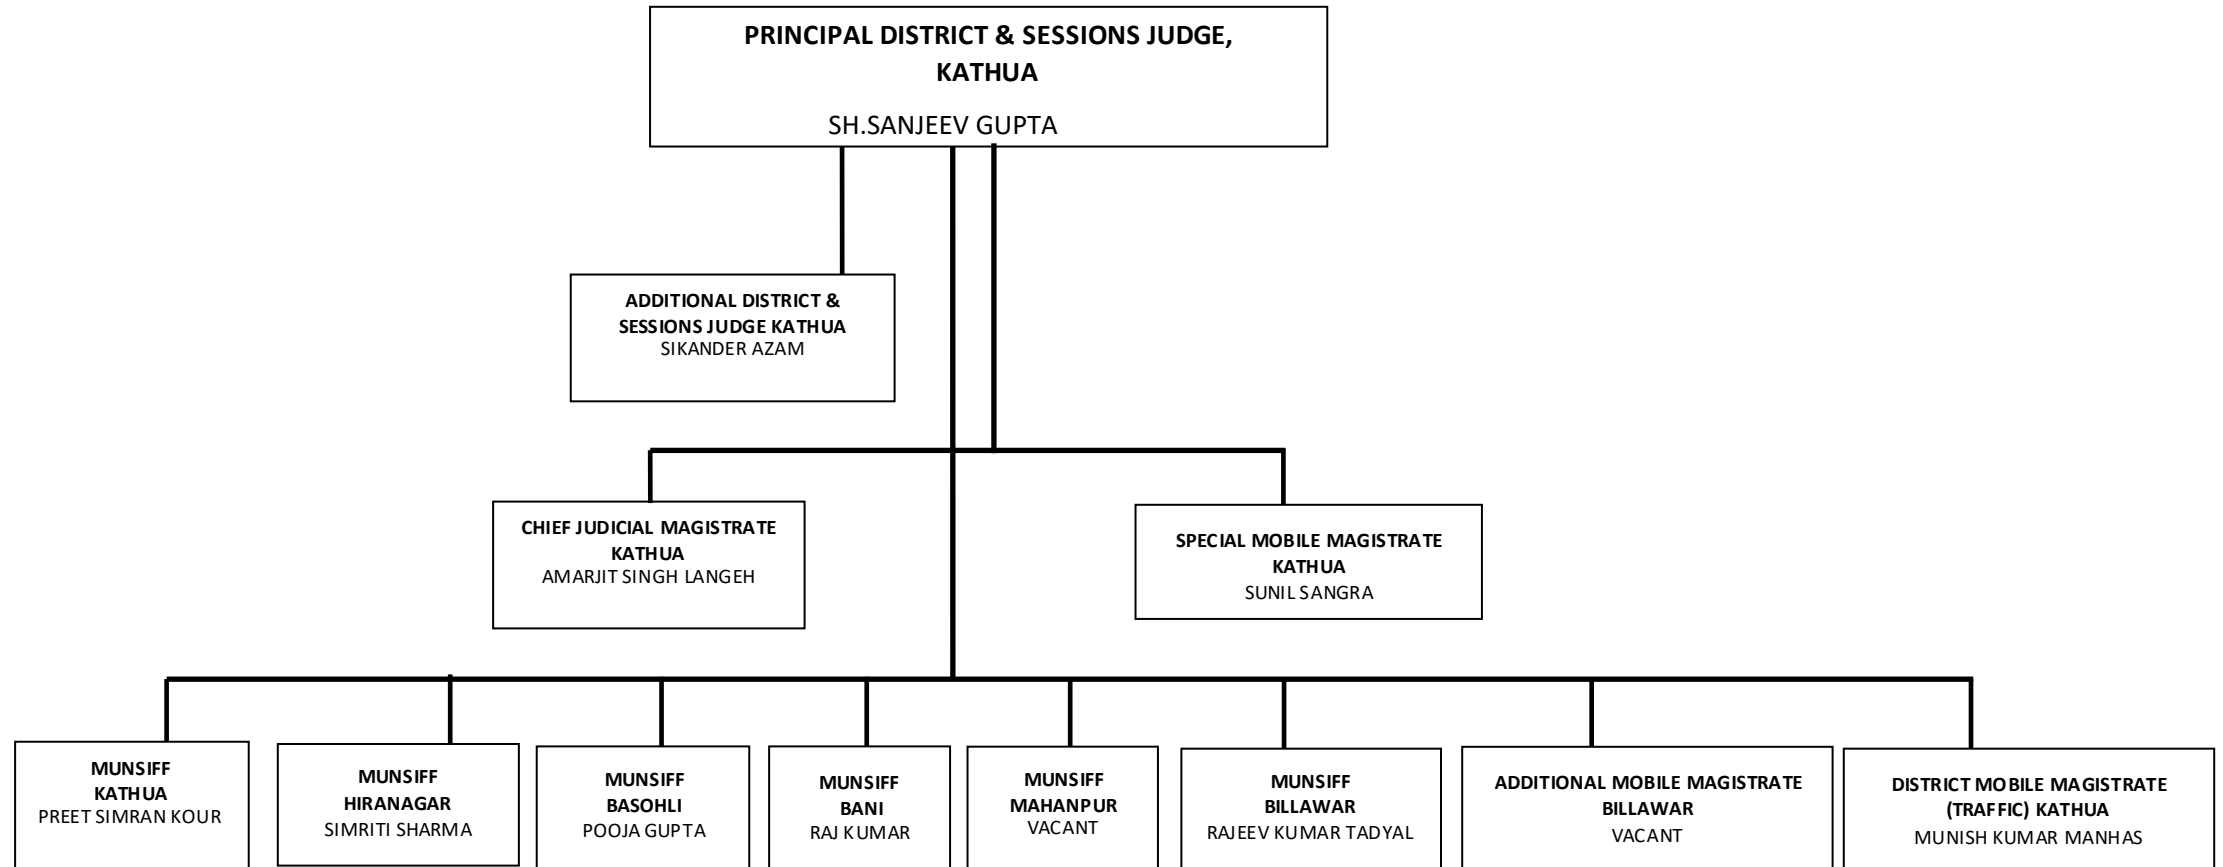 PRINCIPAL DISTRICT & SESSIONS JUDGE,
KATHUA
SH.SANJEEV GUPTA
ADDITIONAL DISTRICT &
SESSIONS JUDGE KATHUA
SIKANDER AZAM
CHIEF JUDICIAL MAGISTRATE
KATHUA
AMARJIT SINGH LANGEH
SPECIAL MOBILE MAGISTRATE
KATHUA
SUNIL SANGRA
MUNSIFF
KATHUA
PREET SIMRAN KOUR
MUNSIFF
HIRANAGAR
SIMRITI SHARMA
MUNSIFF
BASOHLI
POOJA GUPTA
MUNSIFF
BANI
RAJ KUMAR
MUNSIFF
MAHANPUR
VACANT
MUNSIFF
BILLAWAR
RAJEEV KUMAR TADYAL
ADDITIONAL MOBILE MAGISTRATE
BILLAWAR
VACANT
DISTRICT MOBILE MAGISTRATE
(TRAFFIC) KATHUA
MUNISH KUMAR MANHAS